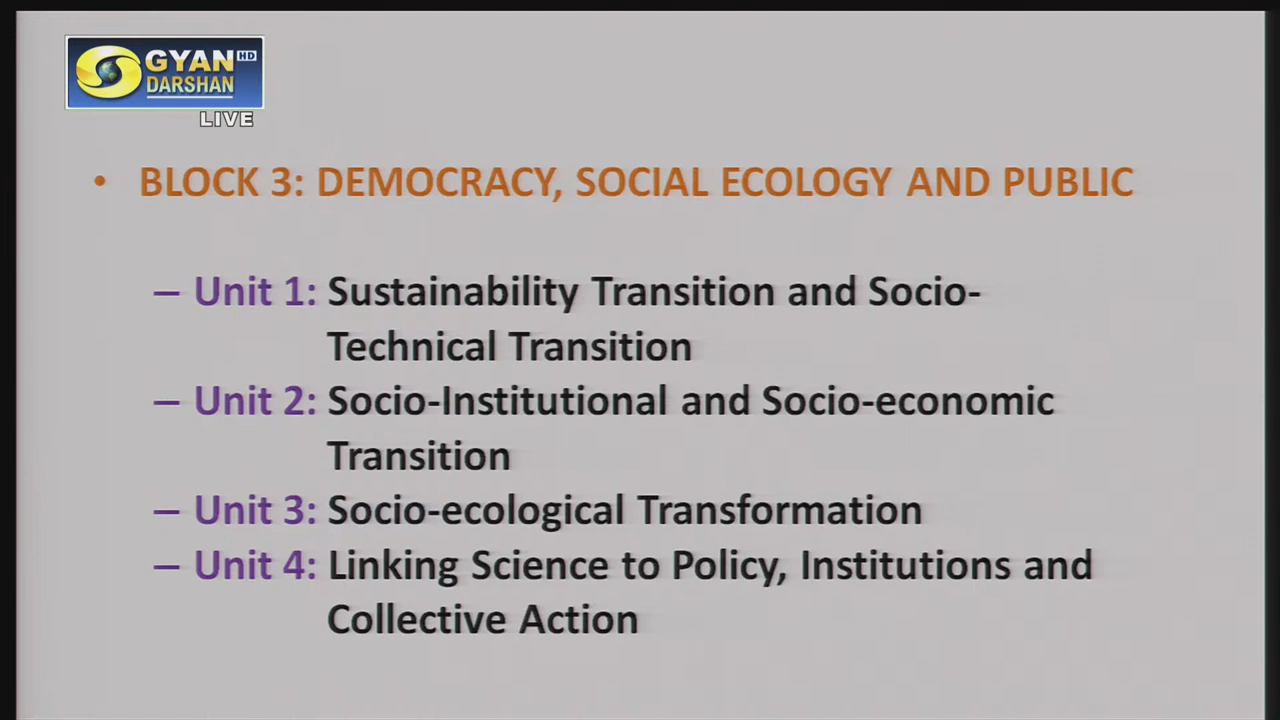 GYAN HD
DARSHAN
LIVE
• BLOCK 3: DEMOCRACY, SOCIAL ECOLOGY AND PUBLIC
– Unit 1: Sustainability Transition and Socio-
Technical Transition
– Unit 2: Socio-Institutional and Socio-economic
Transition
– Unit 3: Socio-ecological Transformation
– Unit 4: Linking Science to Policy, Institutions and
Collective Action